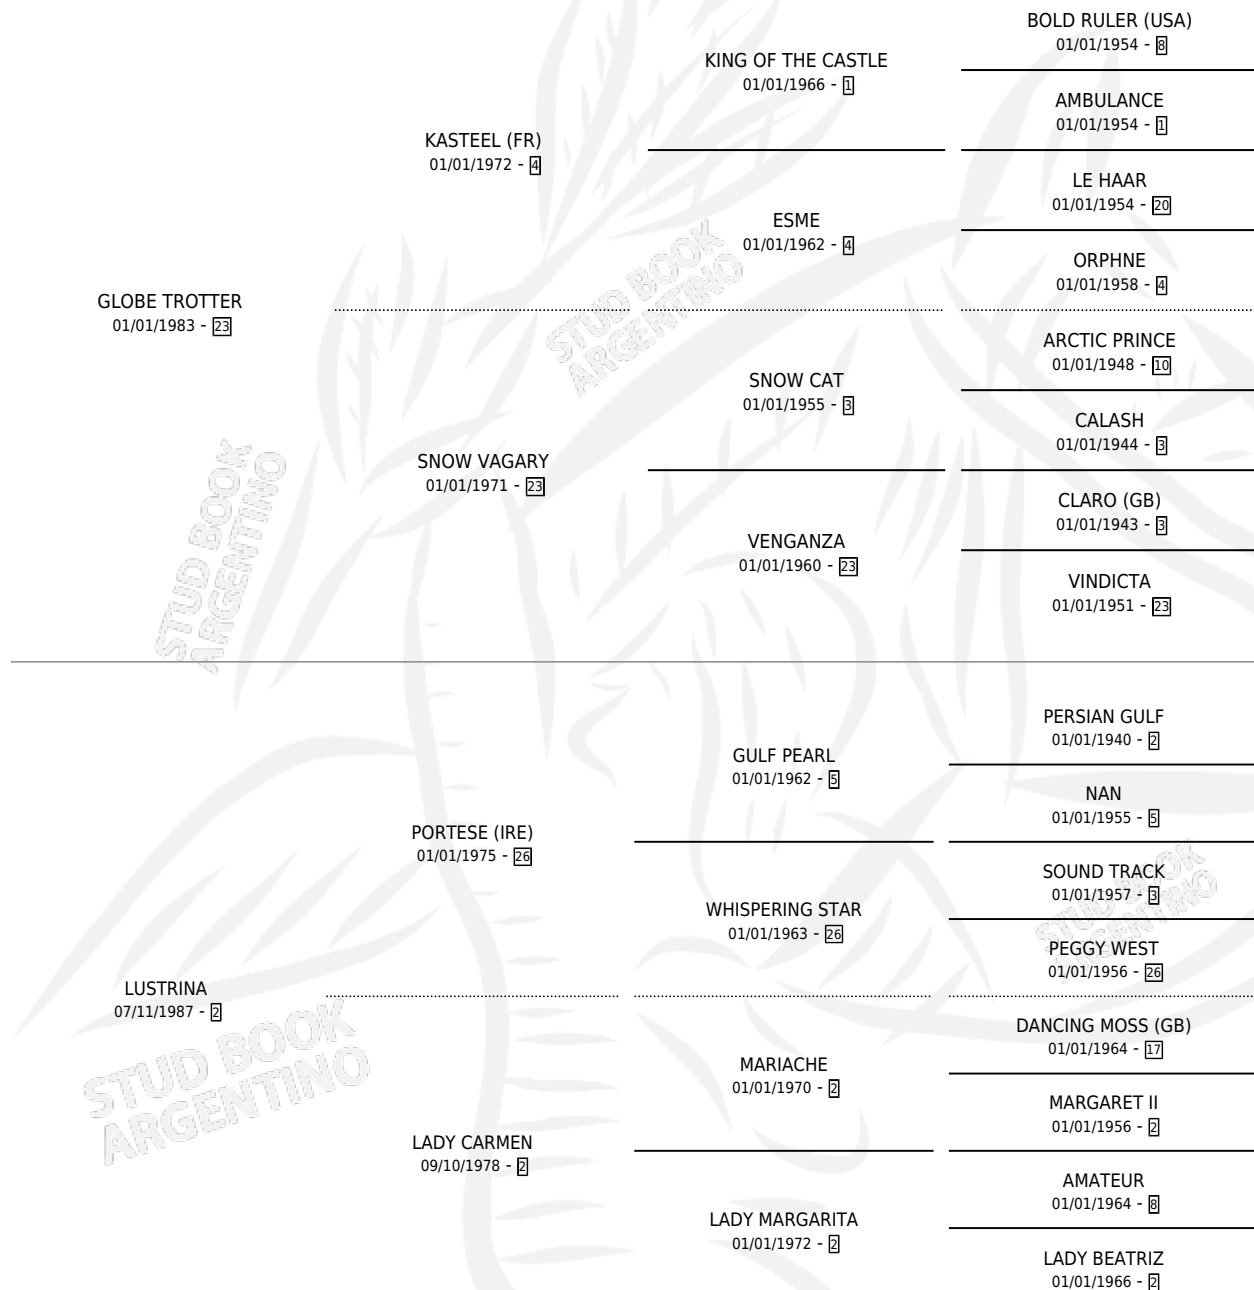 BOLD RULER (USA)
01/01/1954 - 8
KING OF THE CASTLE
01/01/1966 - 1
AMBULANCE
01/01/1954 - 1
KASTEEL (FR)
01/01/1972 - 4
LE HAAR
01/01/1954 - 20
ESME
01/01/1962 - 4
ORPHNE
01/01/1958 - 4
GLOBE TROTTER
01/01/1983 - 23
ARCTIC PRINCE
01/01/1948 - 10
SNOW CAT
01/01/1955 - 3
CALASH
01/01/1944 - 3
SNOW VAGARY
01/01/1971 - 23
CLARO (GB)
01/01/1943 - 3
VENGANZA
01/01/1960 - 23
VINDICTA
01/01/1951 - 23
STUD BOOK
ARGENTINO
STUD BOOK
ARGENTINO
PERSIAN GULF
01/01/1940 - 2
GULF PEARL
01/01/1962 - 5
NAN
01/01/1955 - 5
PORTESE (IRE)
01/01/1975 - 26
SOUND TRACK
01/01/1957 - 3
WHISPERING STAR
01/01/1963 - 26
PEGGY WEST
01/01/1956 - 26
LUSTRINA
07/11/1987 - 2
DANCING MOSS (GB)
01/01/1964 - 17
MARIACHE
01/01/1970 - 2
MARGARET II
01/01/1956 - 2
LADY CARMEN
09/10/1978 - 2
AMATEUR
01/01/1964 - 8
LADY MARGARITA
01/01/1972 - 2
LADY BEATRIZ
01/01/1966 - 2
STUD BOOK
ARGENTINO
STUD BOOK
ARGENTINO